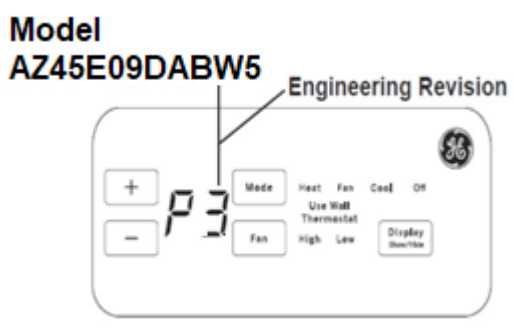 Model
AZ45E09DABW5
Engineering Revision
GE
+
P3
Mode
Heat Fan Cool Off
Use Wall
Thermostat
−
Fan
High Low
Display
Show/Hide